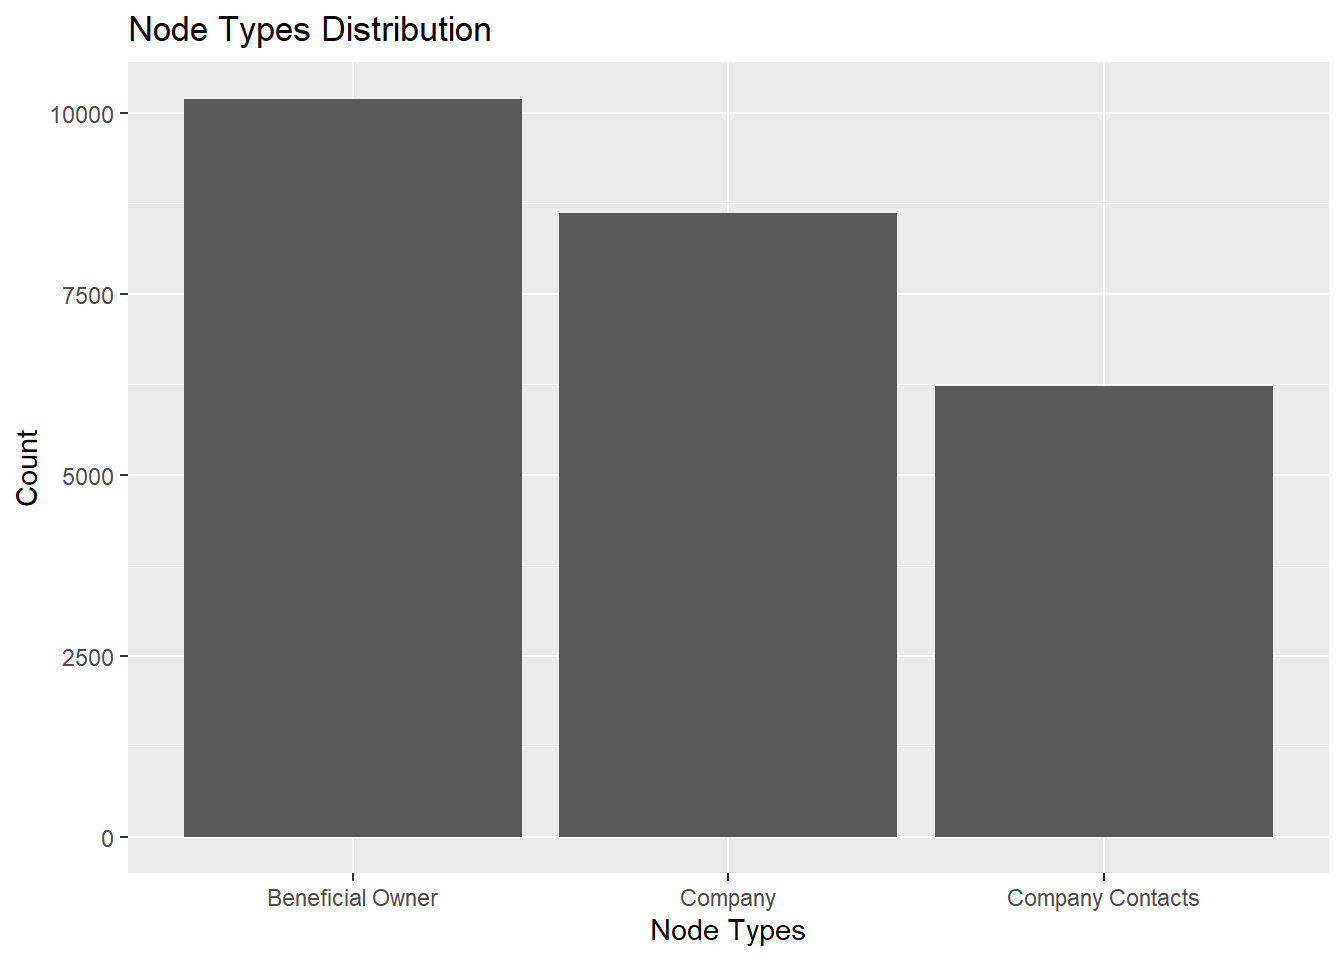 Node Types Distribution
10000
7500
5000
2500
0
Count
Beneficial Owner
Company
Company Contacts
Node Types